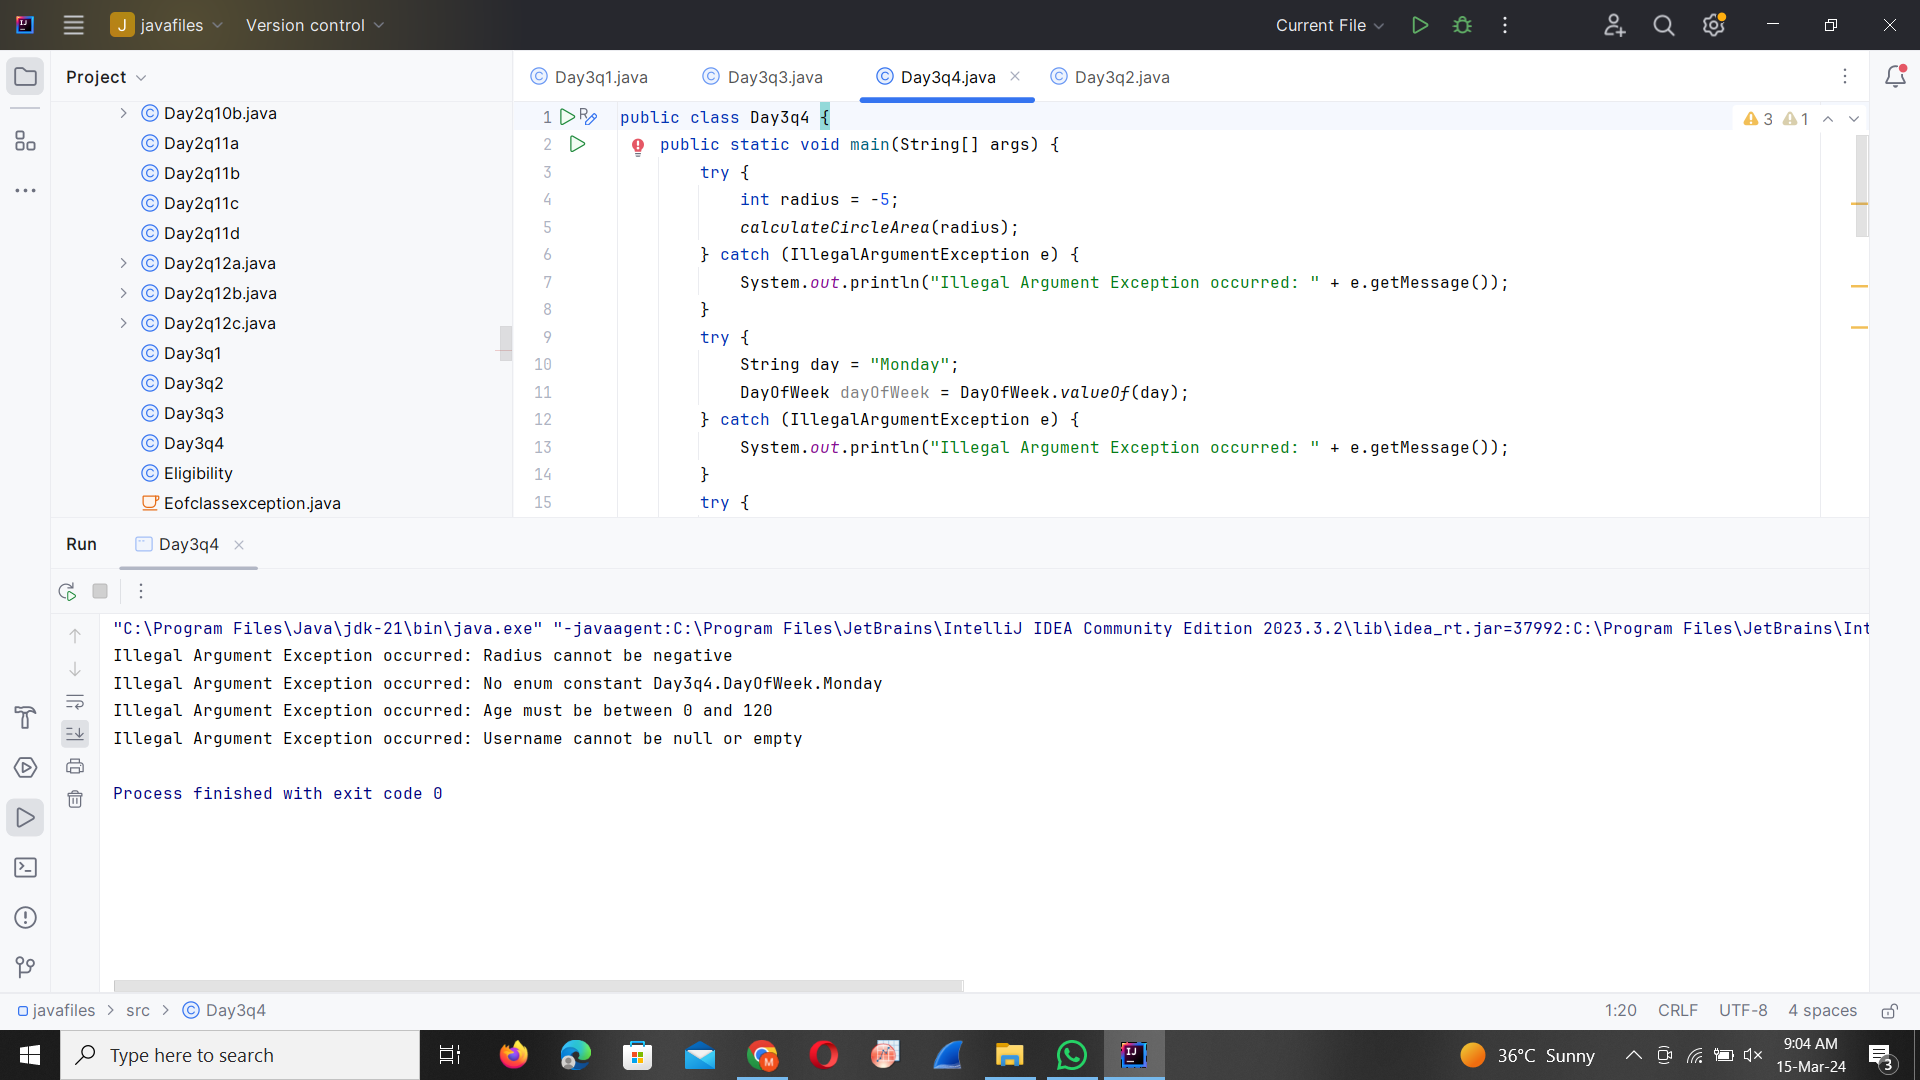 J javafiles Version control Current File
Project
Day3q1.java Day3q3.java Day3q4.java Day3q2.java
Day2q10b.java
Day2q11a
Day2q11b
Day2q11c
Day2q11d
Day2q12a.java
Day2q12b.java
Day2q12c.java
Day3q1
Day3q2
Day3q3
Day3q4
Eligibility
Eofclassexception.java
3 1
1 public class Day3q4 {
2 public static void main(String[] args) {
3 try {
4 int radius = -5;
5 calculateCircleArea(radius);
6 } catch (IllegalArgumentException e) {
7 System.out.println("Illegal Argument Exception occurred: " + e.getMessage());
8 }
9 try {
10 String day = "Monday";
11 DayOfWeek dayOfWeek = DayOfWeek.valueOf(day);
12 } catch (IllegalArgumentException e) {
13 System.out.println("Illegal Argument Exception occurred: " + e.getMessage());
14 }
15 try {
Run Day3q4
"C:\Program Files\Java\jdk-21\bin\java.exe" "-javaagent:C:\Program Files\JetBrains\IntelliJ IDEA Community Edition 2023.3.2\lib\idea_rt.jar=37992:C:\Program Files\JetBrains\Int
Illegal Argument Exception occurred: Radius cannot be negative
Illegal Argument Exception occurred: No enum constant Day3q4.DayOfWeek.Monday
Illegal Argument Exception occurred: Age must be between 0 and 120
Illegal Argument Exception occurred: Username cannot be null or empty
Process finished with exit code 0
javafiles > src > Day3q4
1:20 CRLF UTF-8 4 spaces
Type here to search
36°C Sunny
9:04 AM
15-Mar-24
3